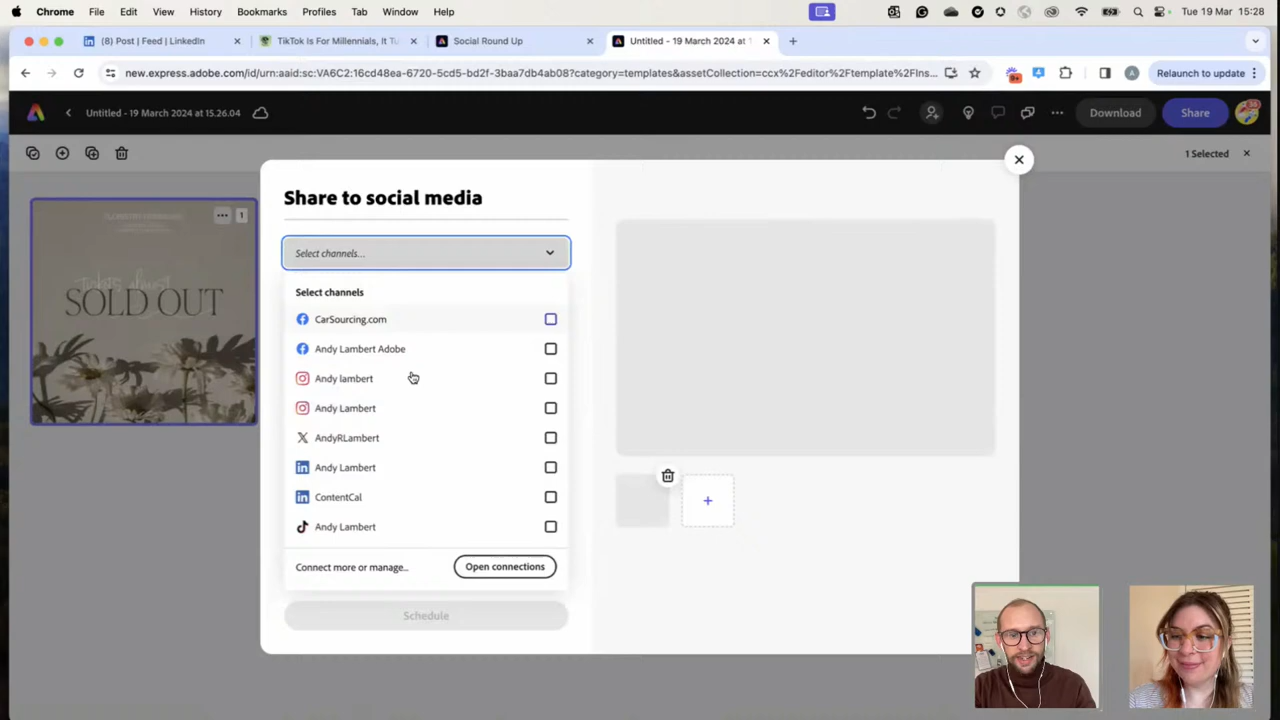 Chrome File Edit View History Bookmarks Profiles Tab Window Help Tue 19 Mar 15:28
(8) Post | Feed | LinkedIn TikTok Is For Millennials, It Tu Social Round Up Untitled - 19 March 2024 at 1
new.express.adobe.com/id/urn:aaid:sc:VA6C2:16cd48ea-6720-5cd5-bd2f-3baa7db4ab08?category=templates&assetCollection=ccx%2Feditor%2Ftemplate%2FIns... 9+ A Relaunch to update
Untitled - 19 March 2024 at 15.26.04 Download Share
1 Selected
1
tickets almost
SOLD OUT
Share to social media
Select channels...
Select channels
CarSourcing.com
Andy Lambert Adobe
Andy lambert
Andy Lambert
AndyRLambert
Andy Lambert
ContentCal
Andy Lambert
Connect more or manage... Open connections
Schedule